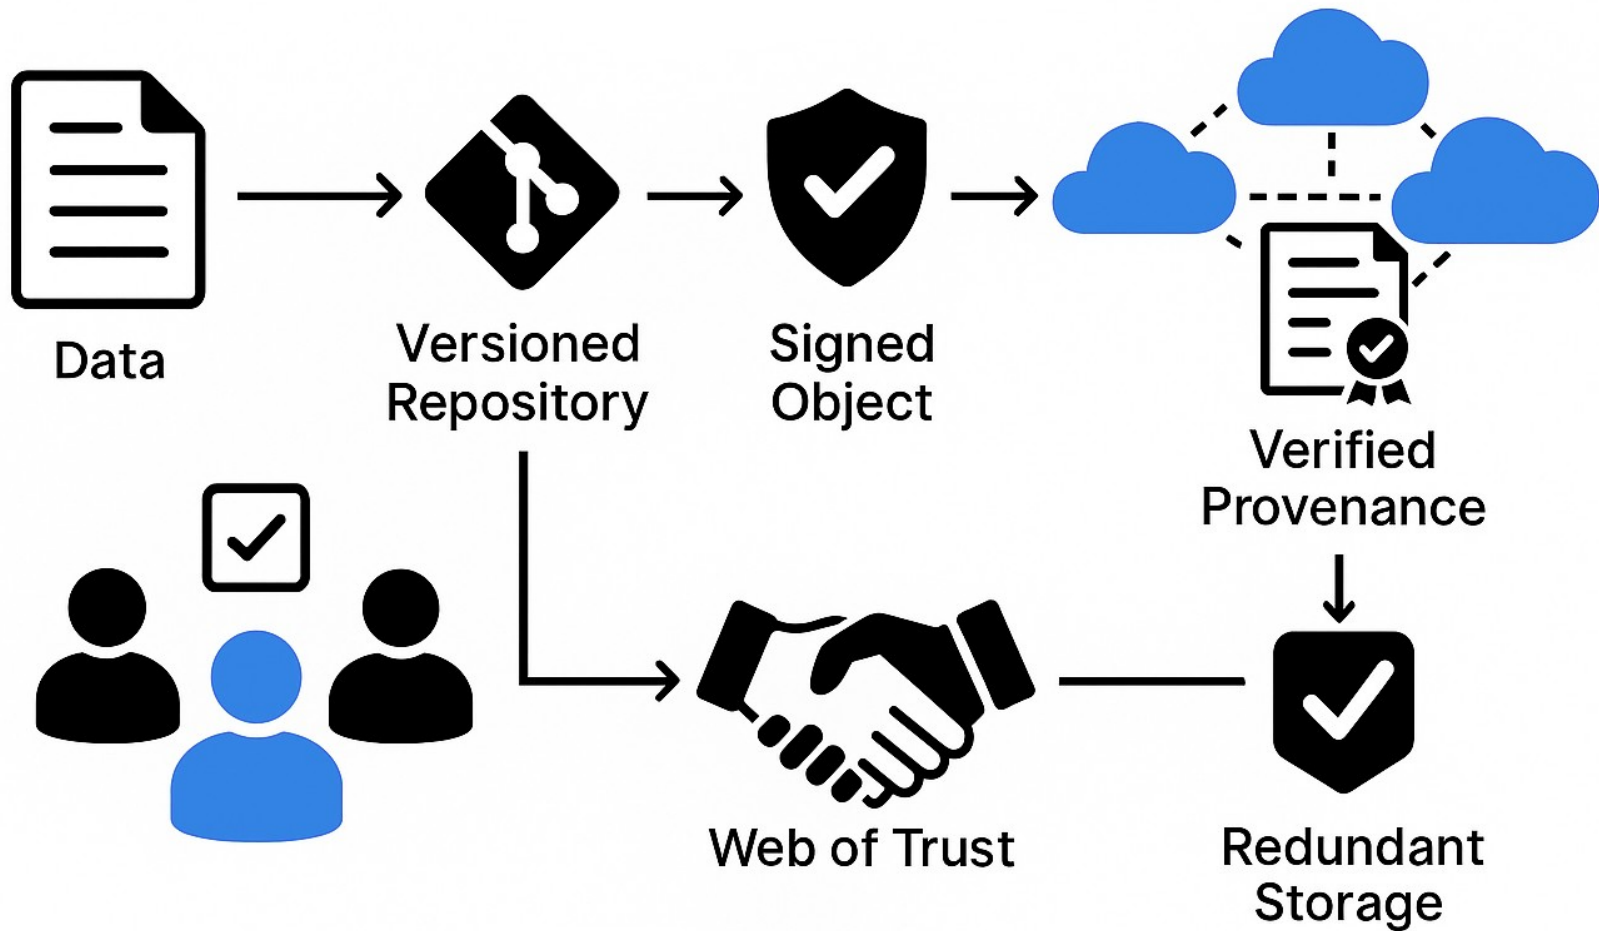 Data
Versioned
Repository
Signed
Object
Verified
Provenance
Web of Trust
Redundant
Storage